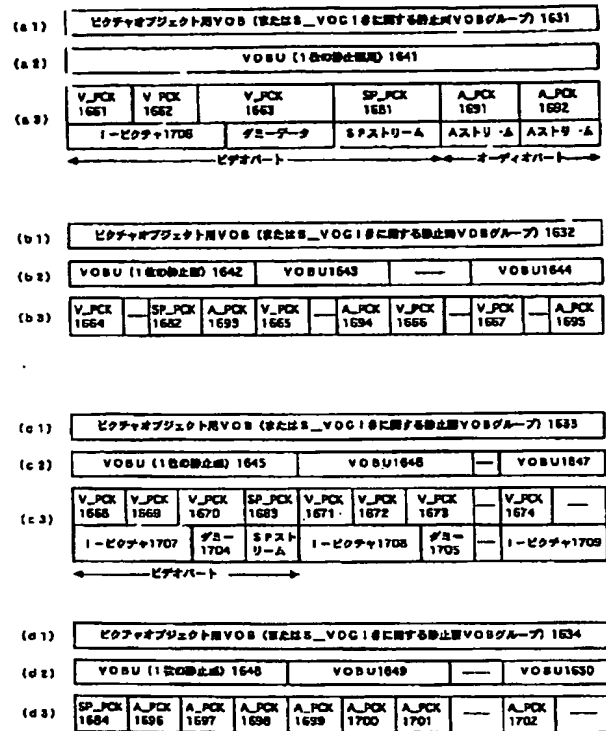 (a1) ピクチャオブジェクト用VOB (またはS__VOGI#に関する静止画VOBグループ) 1631
(a2) VOBU (1枚の静止画用) 1641
(a3) V_PCK 1661 V_PCK 1662 V_PCK 1663 SP_PCK 1681 A_PCK 1691 A_PCK 1692
I-ピクチャ1706 ダミーデータ SPストリーム Aストリーム Aストリーム
ビデオパート オーディオパート
(b1) ピクチャオブジェクト用VOB (またはS__VOGI#に関する静止画VOBグループ) 1632
(b2) VOBU (1枚の静止画) 1642 VOBU1643 VOBU1644
(b3) V_PCK 1664 SP_PCK 1682 A_PCK 1693 V_PCK 1665 A_PCK 1694 V_PCK 1666 V_PCK 1667 A_PCK 1695
(c1) ピクチャオブジェクト用VOB (またはS__VOGI#に関する静止画VOBグループ) 1633
(c2) VOBU (1枚の静止画) 1645 VOBU1646 VOBU1647
(c3) V_PCK 1668 V_PCK 1669 V_PCK 1670 SP_PCK 1683 V_PCK 1671 V_PCK 1672 V_PCK 1673 V_PCK 1674
I-ピクチャ1707 ダミー 1704 SPストリーム I-ピクチャ1708 ダミー 1705 I-ピクチャ1709
ビデオパート
(d1) ピクチャオブジェクト用VOB (またはS__VOGI#に関する静止画VOBグループ) 1634
(d2) VOBU (1枚の静止画) 1648 VOBU1649 VOBU1650
(d3) SP_PCK 1684 A_PCK 1696 A_PCK 1697 A_PCK 1698 A_PCK 1699 A_PCK 1700 A_PCK 1701 A_PCK 1702